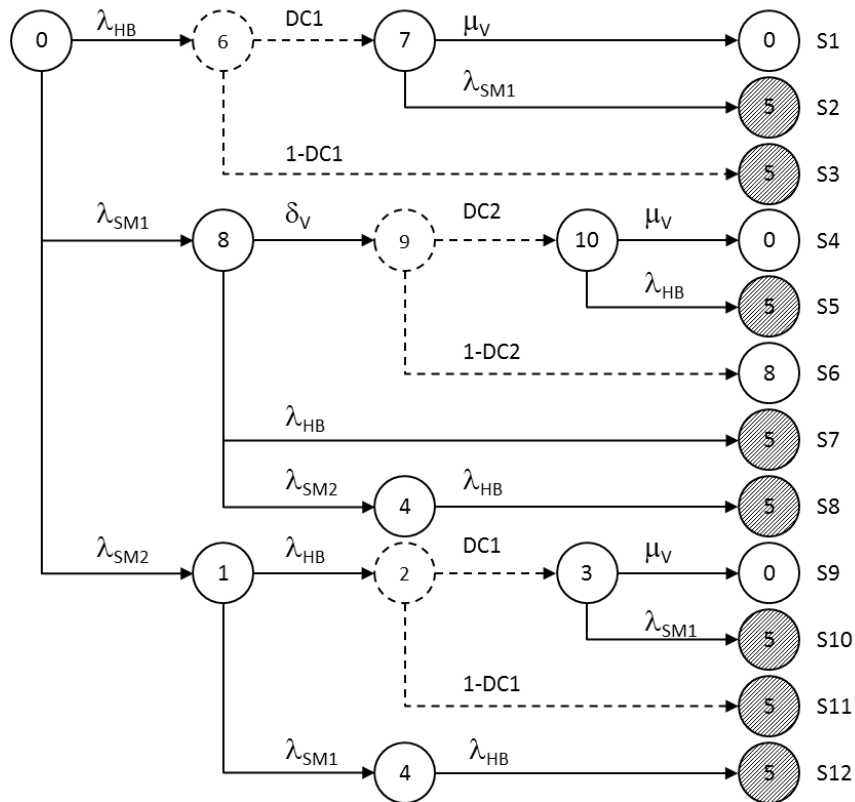 0 λHB 6 DC1 7 μV 0 S1
λSM1 5 S2
1-DC1 5 S3
λSM1 8 δV 9 DC2 10 μV 0 S4
λHB 5 S5
1-DC2 8 S6
λHB 5 S7
λSM2 4 λHB 5 S8
λSM2 1 λHB 2 DC1 3 μV 0 S9
λSM1 5 S10
1-DC1 5 S11
λSM1 4 λHB 5 S12